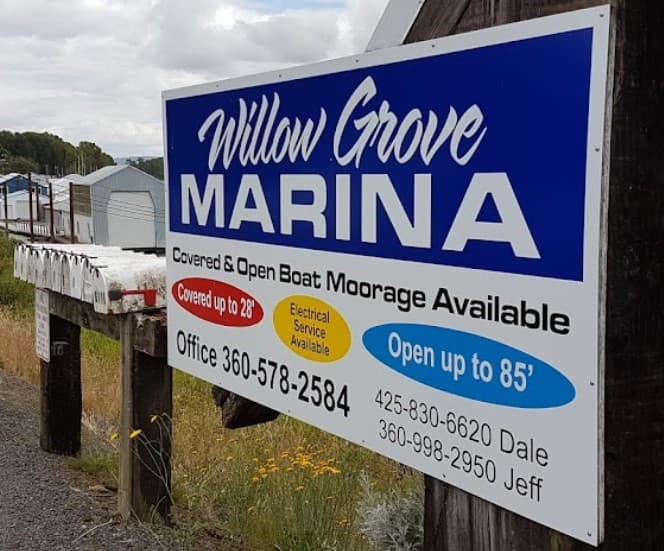 Willow Grove
MARINA
Covered & Open Boat Moorage Available
Covered up to 28'
Electrical
Service
Available
Open up to 85'
Office 360-578-2584
425-830-6620 Dale
360-998-2950 Jeff